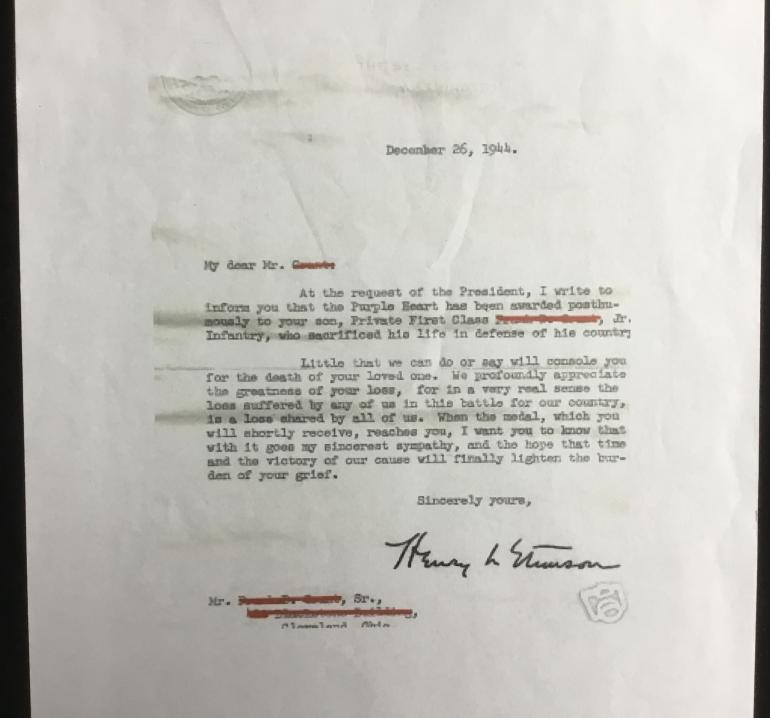 December 26, 1944.
My dear Mr.
At the request of the President, I write to
inform you that the Purple Heart has been awarded posthu-
mously to your son, Private First Class , Jr.
Infantry, who sacrificed his life in defense of his country
Little that we can do or say will console you
for the death of your loved one. We profoundly appreciate
the greatness of your loss, for in a very real sense the
loss suffered by any of us in this battle for our country,
is a loss shared by all of us. When the medal, which you
will shortly receive, reaches you, I want you to know that
with it goes my sincerest sympathy, and the hope that time
and the victory of our cause will finally lighten the bur-
den of your grief.
Sincerely yours,
Henry L Stimson
Mr. , Sr.,
Cleveland, Ohio